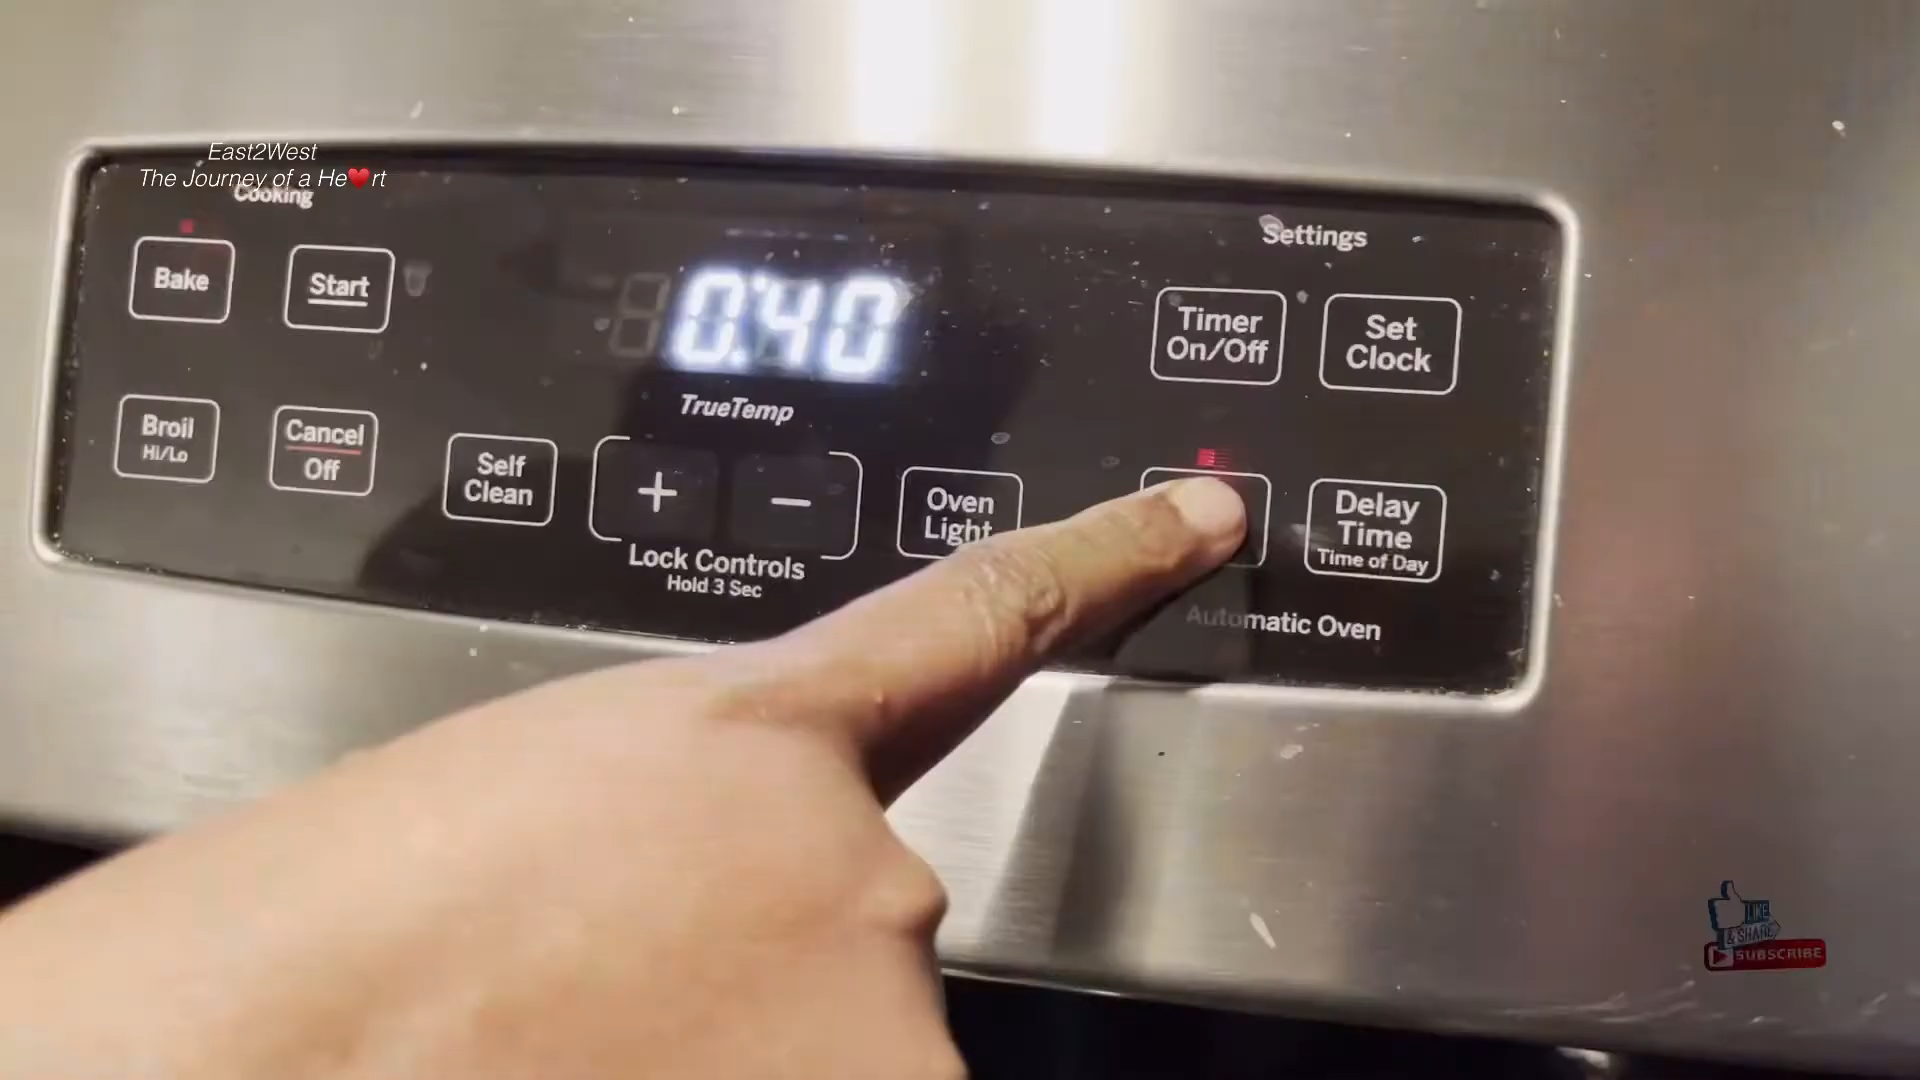 East2West
The Journey of a He❤rt
Cooking
Bake
Start
Broil
Hi/Lo
Cancel
Off
Self
Clean
0:40
TrueTemp
+
−
Lock Controls
Hold 3 Sec
Oven
Light
Settings
Timer
On/Off
Set
Clock
Delay
Time
Time of Day
Automatic Oven
LIKE
& SHARE
SUBSCRIBE